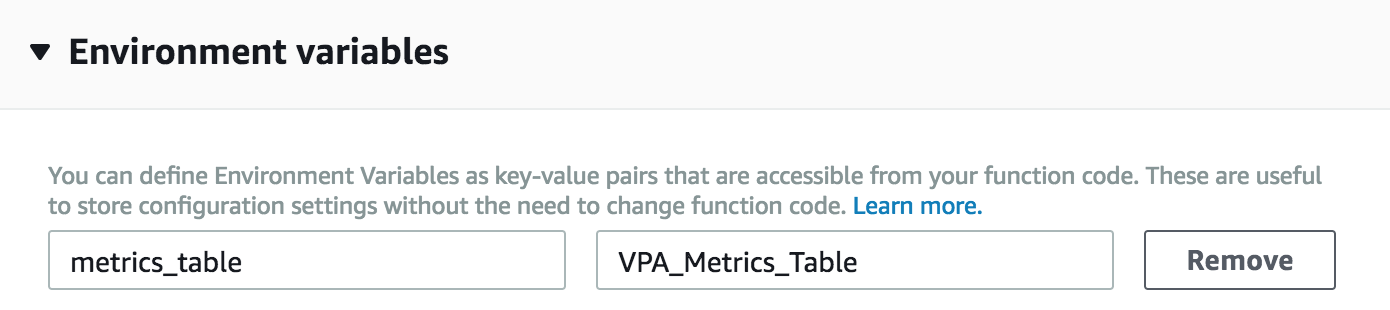 Environment variables
You can define Environment Variables as key-value pairs that are accessible from your function code. These are useful
to store configuration settings without the need to change function code. Learn more.
metrics_table VPA_Metrics_Table Remove